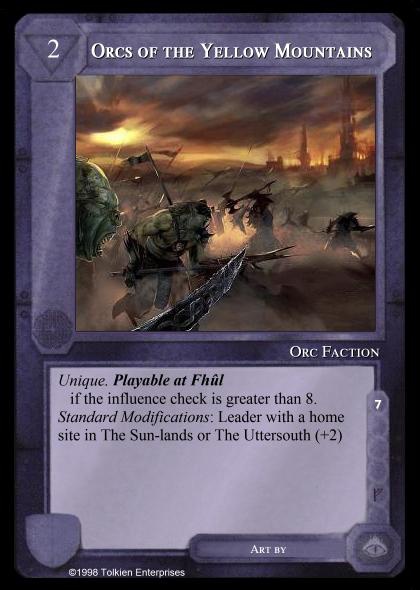 2
ORCS OF THE YELLOW MOUNTAINS
ORC FACTION
Unique. Playable at Fhûl
if the influence check is greater than 8.
Standard Modifications: Leader with a home
site in The Sun-lands or The Uttersouth (+2)
7
ART BY
©1998 Tolkien Enterprises